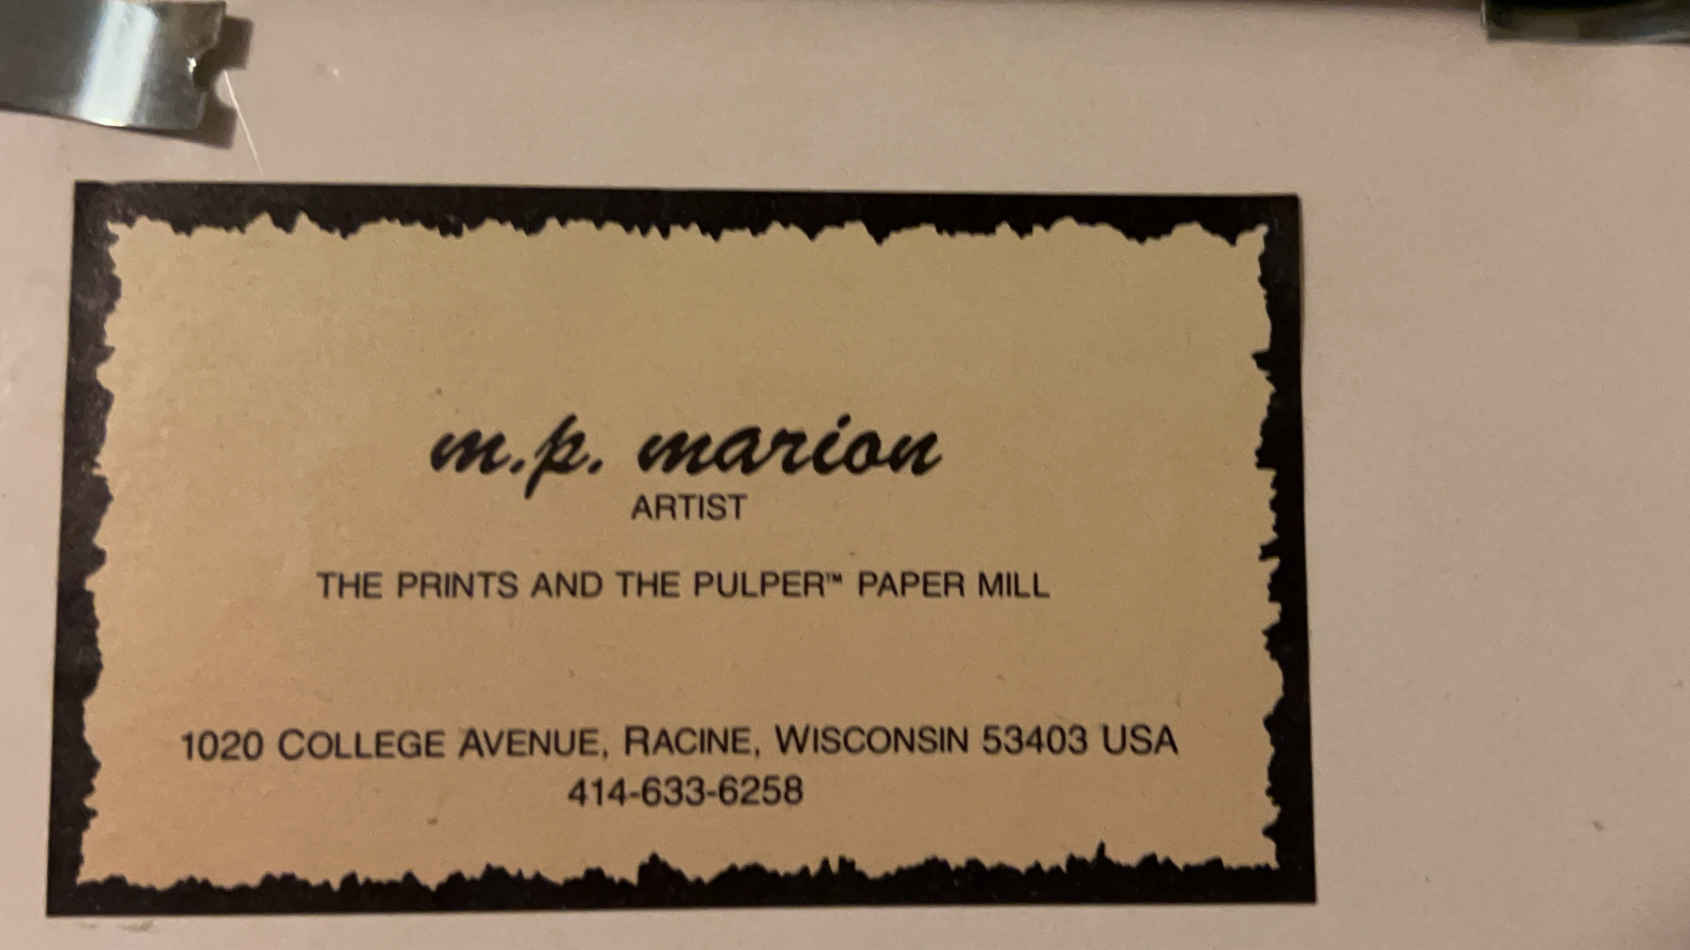 m.p. marion
ARTIST
THE PRINTS AND THE PULPER™ PAPER MILL
1020 COLLEGE AVENUE, RACINE, WISCONSIN 53403 USA
414-633-6258